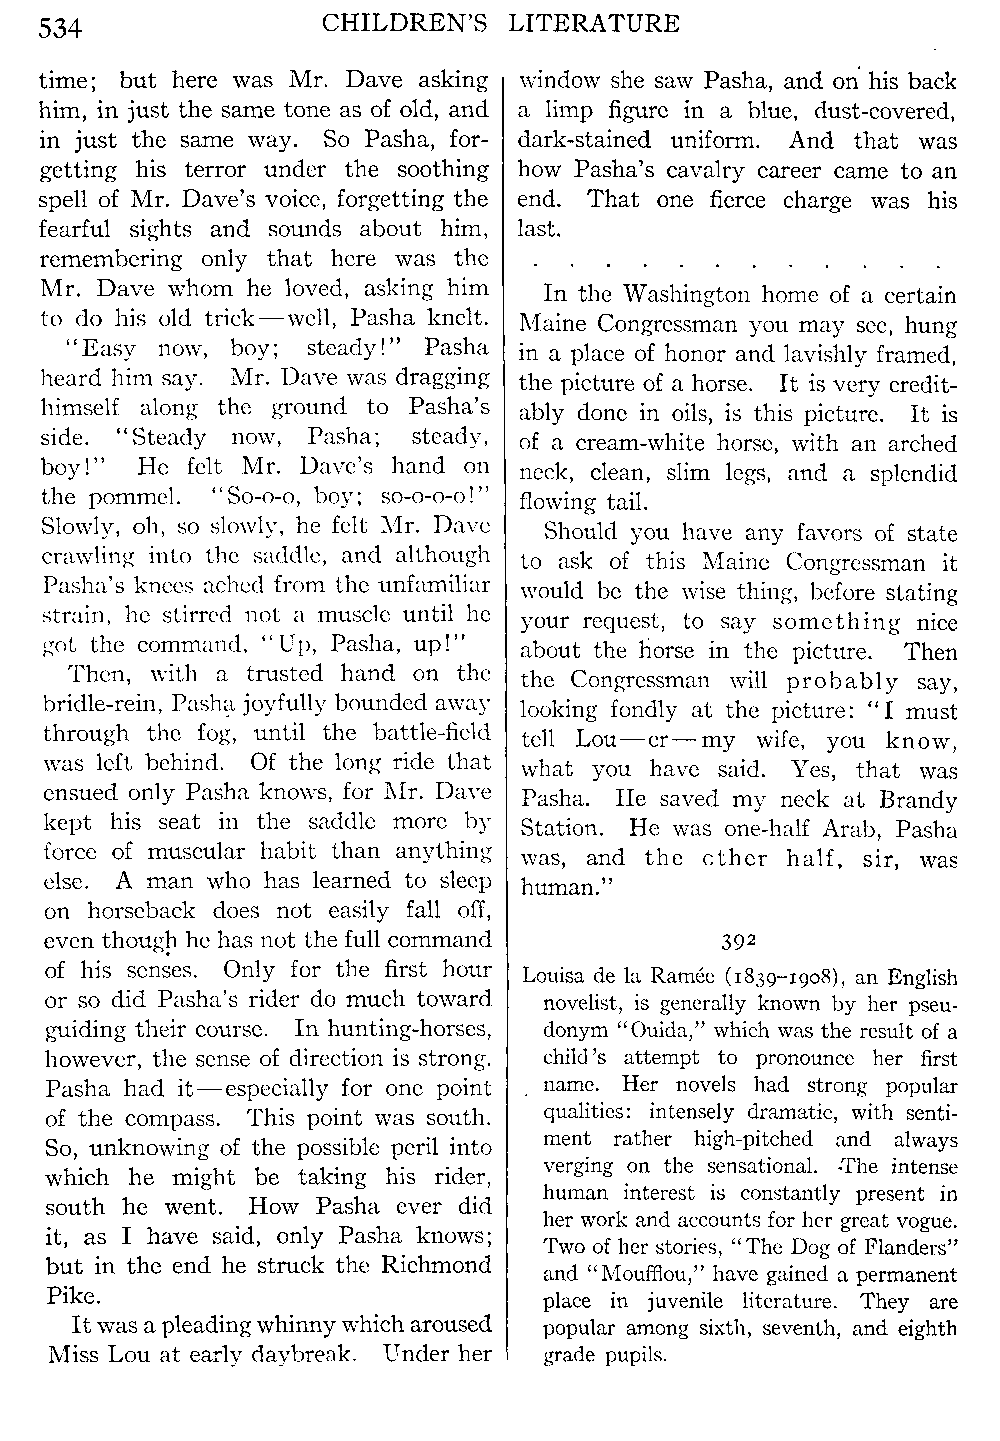 534
CHILDREN'S LITERATURE
time; but here was Mr. Dave asking
him, in just the same tone as of old, and
in just the same way. So Pasha, for-
getting his terror under the soothing
spell of Mr. Dave's voice, forgetting the
fearful sights and sounds about him,
remembering only that here was the
Mr. Dave whom he loved, asking him
to do his old trick—well, Pasha knelt.
"Easy now, boy; steady!" Pasha
heard him say. Mr. Dave was dragging
himself along the ground to Pasha's
side. "Steady now, Pasha; steady,
boy!" He felt Mr. Dave's hand on
the pommel. "So-o-o, boy; so-o-o-o!"
Slowly, oh, so slowly, he felt Mr. Dave
crawling into the saddle, and although
Pasha's knees ached from the unfamiliar
strain, he stirred not a muscle until he
got the command, "Up, Pasha, up!"
Then, with a trusted hand on the
bridle-rein, Pasha joyfully bounded away
through the fog, until the battle-field
was left behind. Of the long ride that
ensued only Pasha knows, for Mr. Dave
kept his seat in the saddle more by
force of muscular habit than anything
else. A man who has learned to sleep
on horseback does not easily fall off,
even though he has not the full command
of his senses. Only for the first hour
or so did Pasha's rider do much toward
guiding their course. In hunting-horses,
however, the sense of direction is strong.
Pasha had it—especially for one point
of the compass. This point was south.
So, unknowing of the possible peril into
which he might be taking his rider,
south he went. How Pasha ever did
it, as I have said, only Pasha knows;
but in the end he struck the Richmond
Pike.
It was a pleading whinny which aroused
Miss Lou at early daybreak. Under her
window she saw Pasha, and on his back
a limp figure in a blue, dust-covered,
dark-stained uniform. And that was
how Pasha's cavalry career came to an
end. That one fierce charge was his
last.
. . . . . . . . . . . .
In the Washington home of a certain
Maine Congressman you may see, hung
in a place of honor and lavishly framed,
the picture of a horse. It is very credit-
ably done in oils, is this picture. It is
of a cream-white horse, with an arched
neck, clean, slim legs, and a splendid
flowing tail.
Should you have any favors of state
to ask of this Maine Congressman it
would be the wise thing, before stating
your request, to say something nice
about the horse in the picture. Then
the Congressman will probably say,
looking fondly at the picture: "I must
tell Lou—er—my wife, you know,
what you have said. Yes, that was
Pasha. He saved my neck at Brandy
Station. He was one-half Arab, Pasha
was, and the other half, sir, was
human."
392
Louisa de la Ramée (1839–1908), an English
novelist, is generally known by her pseu-
donym "Ouida," which was the result of a
child's attempt to pronounce her first
name. Her novels had strong popular
qualities: intensely dramatic, with senti-
ment rather high-pitched and always
verging on the sensational. The intense
human interest is constantly present in
her work and accounts for her great vogue.
Two of her stories, "The Dog of Flanders"
and "Moufflou," have gained a permanent
place in juvenile literature. They are
popular among sixth, seventh, and eighth
grade pupils.